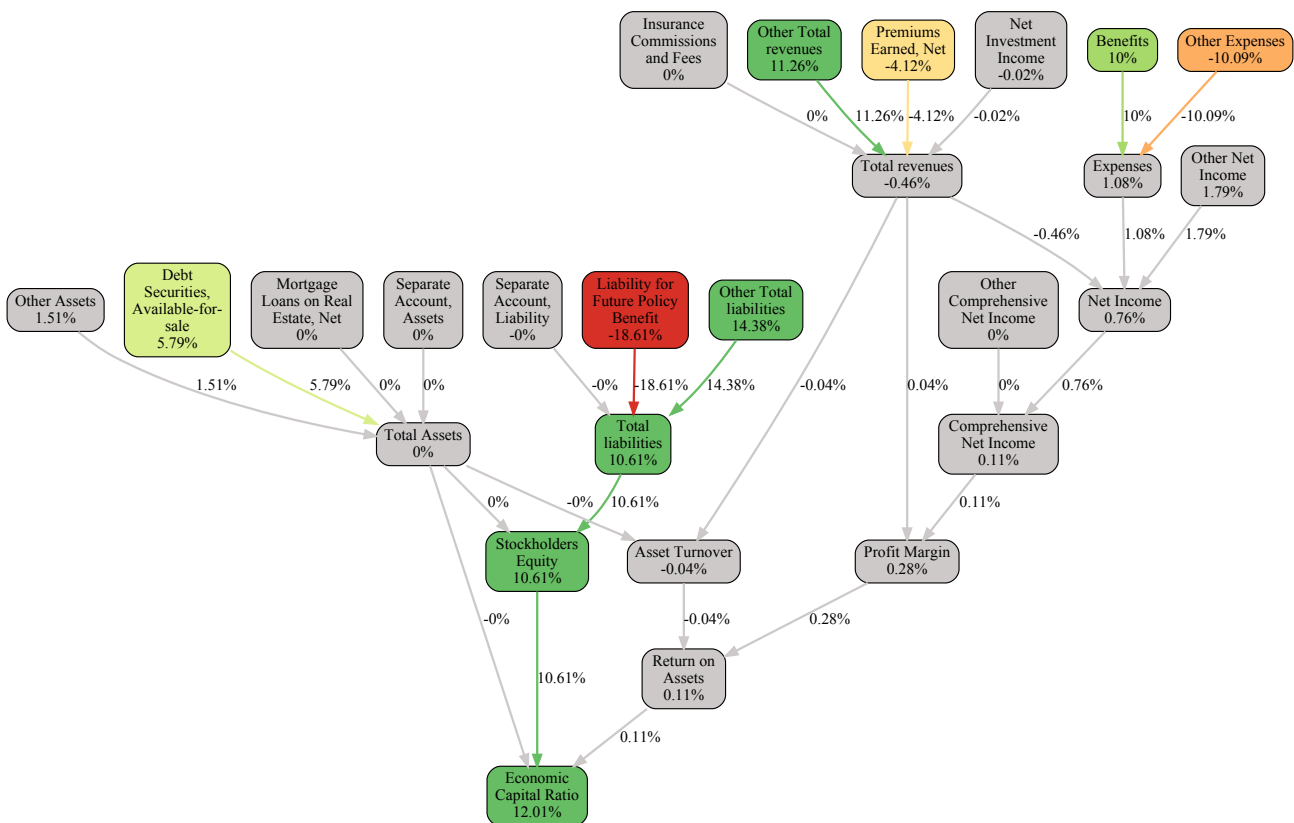 Insurance
Commissions
and Fees
0%
Other Total
revenues
11.26%
Premiums
Earned, Net
-4.12%
Net
Investment
Income
-0.02%
Benefits
10%
Other Expenses
-10.09%
0%
11.26%
-4.12%
-0.02%
10%
-10.09%
Total revenues
-0.46%
Expenses
1.08%
Other Net
Income
1.79%
-0.46%
1.08%
1.79%
Other Assets
1.51%
Debt
Securities,
Available-for-
sale
5.79%
Mortgage
Loans on Real
Estate, Net
0%
Separate
Account,
Assets
0%
Separate
Account,
Liability
-0%
Liability for
Future Policy
Benefit
-18.61%
Other Total
liabilities
14.38%
Other
Comprehensive
Net Income
0%
Net Income
0.76%
1.51%
5.79%
0%
0%
-0%
-18.61%
14.38%
-0.04%
0.04%
0%
0.76%
Total Assets
0%
Total
liabilities
10.61%
Comprehensive
Net Income
0.11%
0%
-0%
10.61%
0.11%
Stockholders
Equity
10.61%
Asset Turnover
-0.04%
Profit Margin
0.28%
-0%
-0.04%
0.28%
10.61%
Return on
Assets
0.11%
0.11%
Economic
Capital Ratio
12.01%